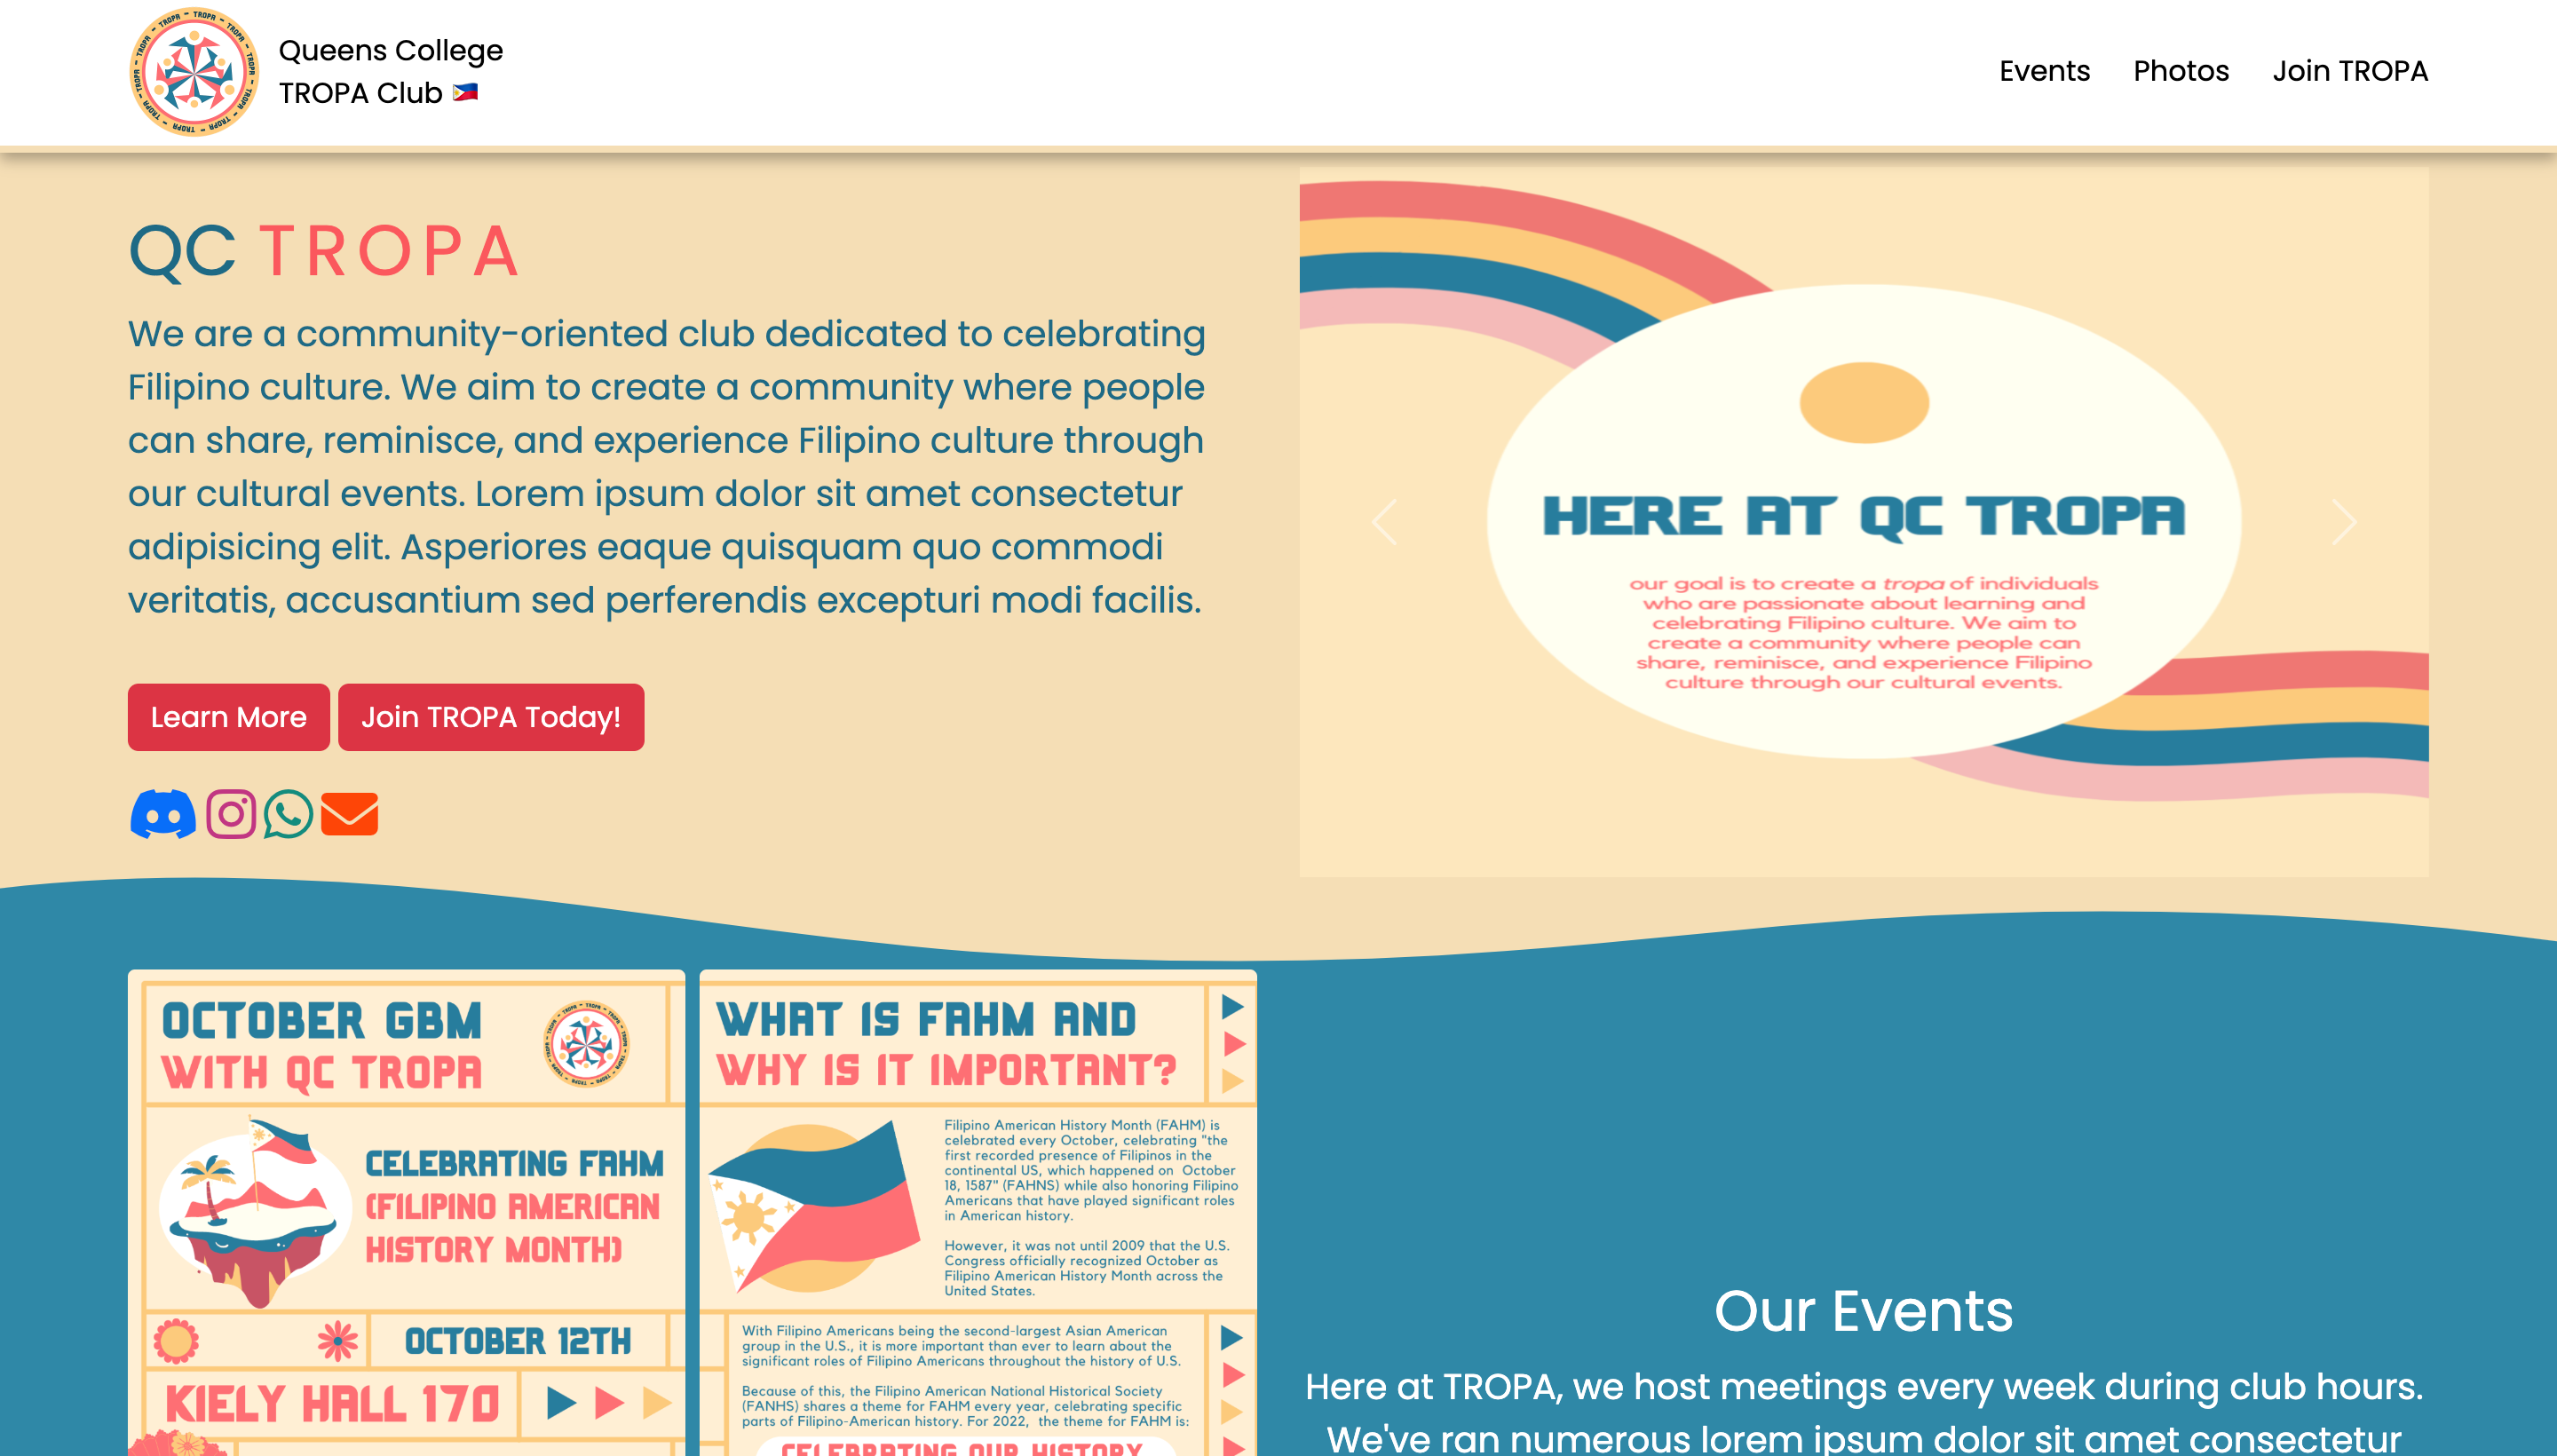 Queens College
TROPA Club 🇵🇭
Events Photos Join TROPA
QC TROPA
We are a community-oriented club dedicated to celebrating
Filipino culture. We aim to create a community where people
can share, reminisce, and experience Filipino culture through
our cultural events. Lorem ipsum dolor sit amet consectetur
adipisicing elit. Asperiores eaque quisquam quo commodi
veritatis, accusantium sed perferendis excepturi modi facilis.
Learn More
Join TROPA Today!
HERE AT QC TROPA
our goal is to create a tropa of individuals
who are passionate about learning and
celebrating Filipino culture. We aim to
create a community where people can
share, reminisce, and experience Filipino
culture through our cultural events.
OCTOBER GBM
WITH QC TROPA
CELEBRATING FAHM
(FILIPINO AMERICAN
HISTORY MONTH)
OCTOBER 12TH
KIELY HALL 170
WHAT IS FAHM AND
WHY IS IT IMPORTANT?
Filipino American History Month (FAHM) is
celebrated every October, celebrating "the
first recorded presence of Filipinos in the
continental US, which happened on October
18, 1587" (FAHNS) while also honoring Filipino
Americans that have played significant roles
in American history.
However, it was not until 2009 that the U.S.
Congress officially recognized October as
Filipino American History Month across the
United States.
With Filipino Americans being the second-largest Asian American
group in the U.S., it is more important than ever to learn about the
significant roles of Filipino Americans throughout the history of U.S.
Because of this, the Filipino American National Historical Society
(FANHS) shares a theme for FAHM every year, celebrating specific
parts of Filipino-American history. For 2022, the theme for FAHM is:
CELEBRATING OUR HISTORY
Our Events
Here at TROPA, we host meetings every week during club hours.
We've ran numerous lorem ipsum dolor sit amet consectetur